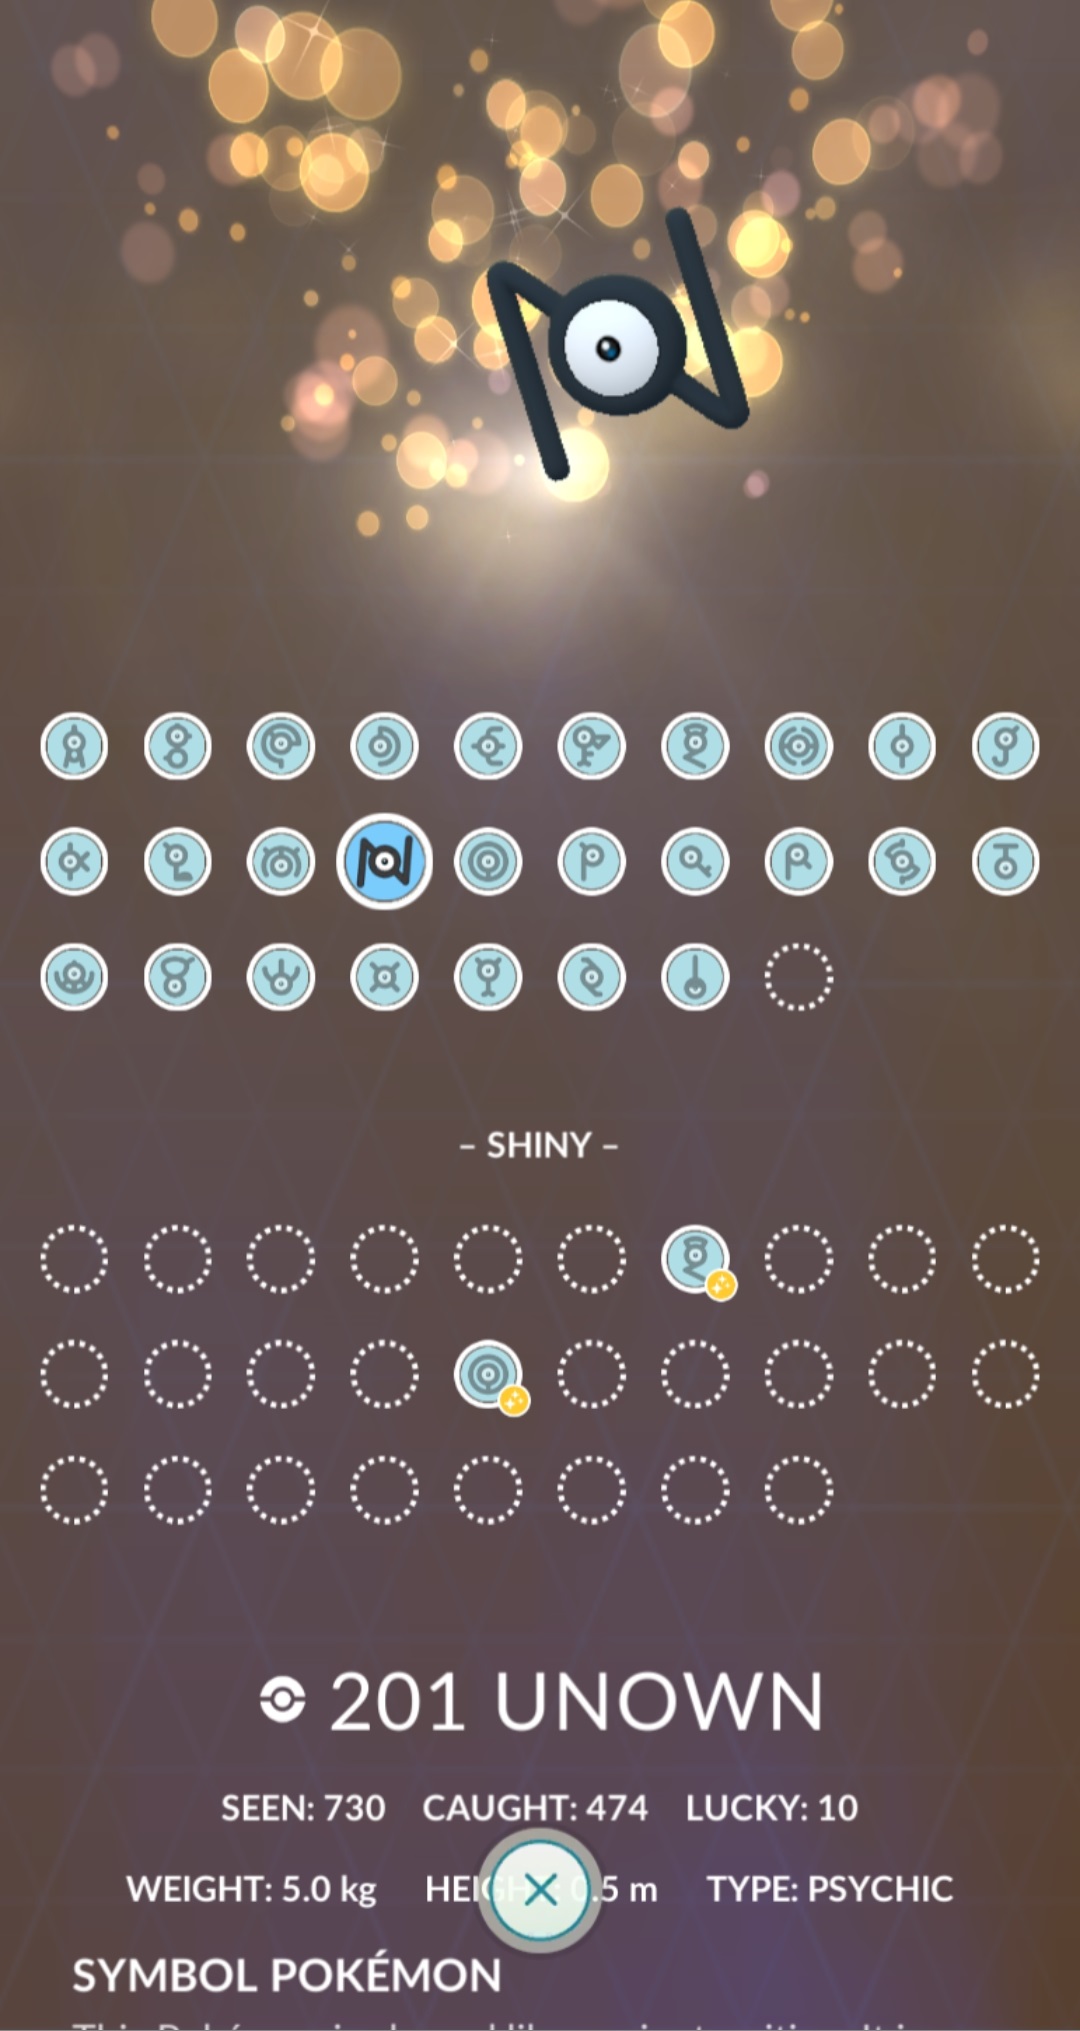 – SHINY –
201 UNOWN
SEEN: 730 CAUGHT: 474 LUCKY: 10
WEIGHT: 5.0 kg .5 m TYPE: PSYCHIC
SYMBOL POKÉMON